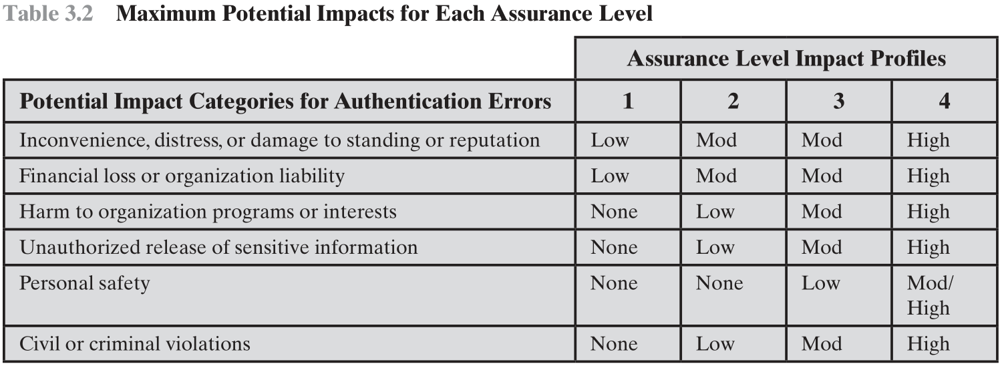 Table 3.2 Maximum Potential Impacts for Each Assurance Level
Assurance Level Impact Profiles
Potential Impact Categories for Authentication Errors 1 2 3 4
Inconvenience, distress, or damage to standing or reputation Low Mod Mod High
Financial loss or organization liability Low Mod Mod High
Harm to organization programs or interests None Low Mod High
Unauthorized release of sensitive information None Low Mod High
Personal safety None None Low Mod/
High
Civil or criminal violations None Low Mod High